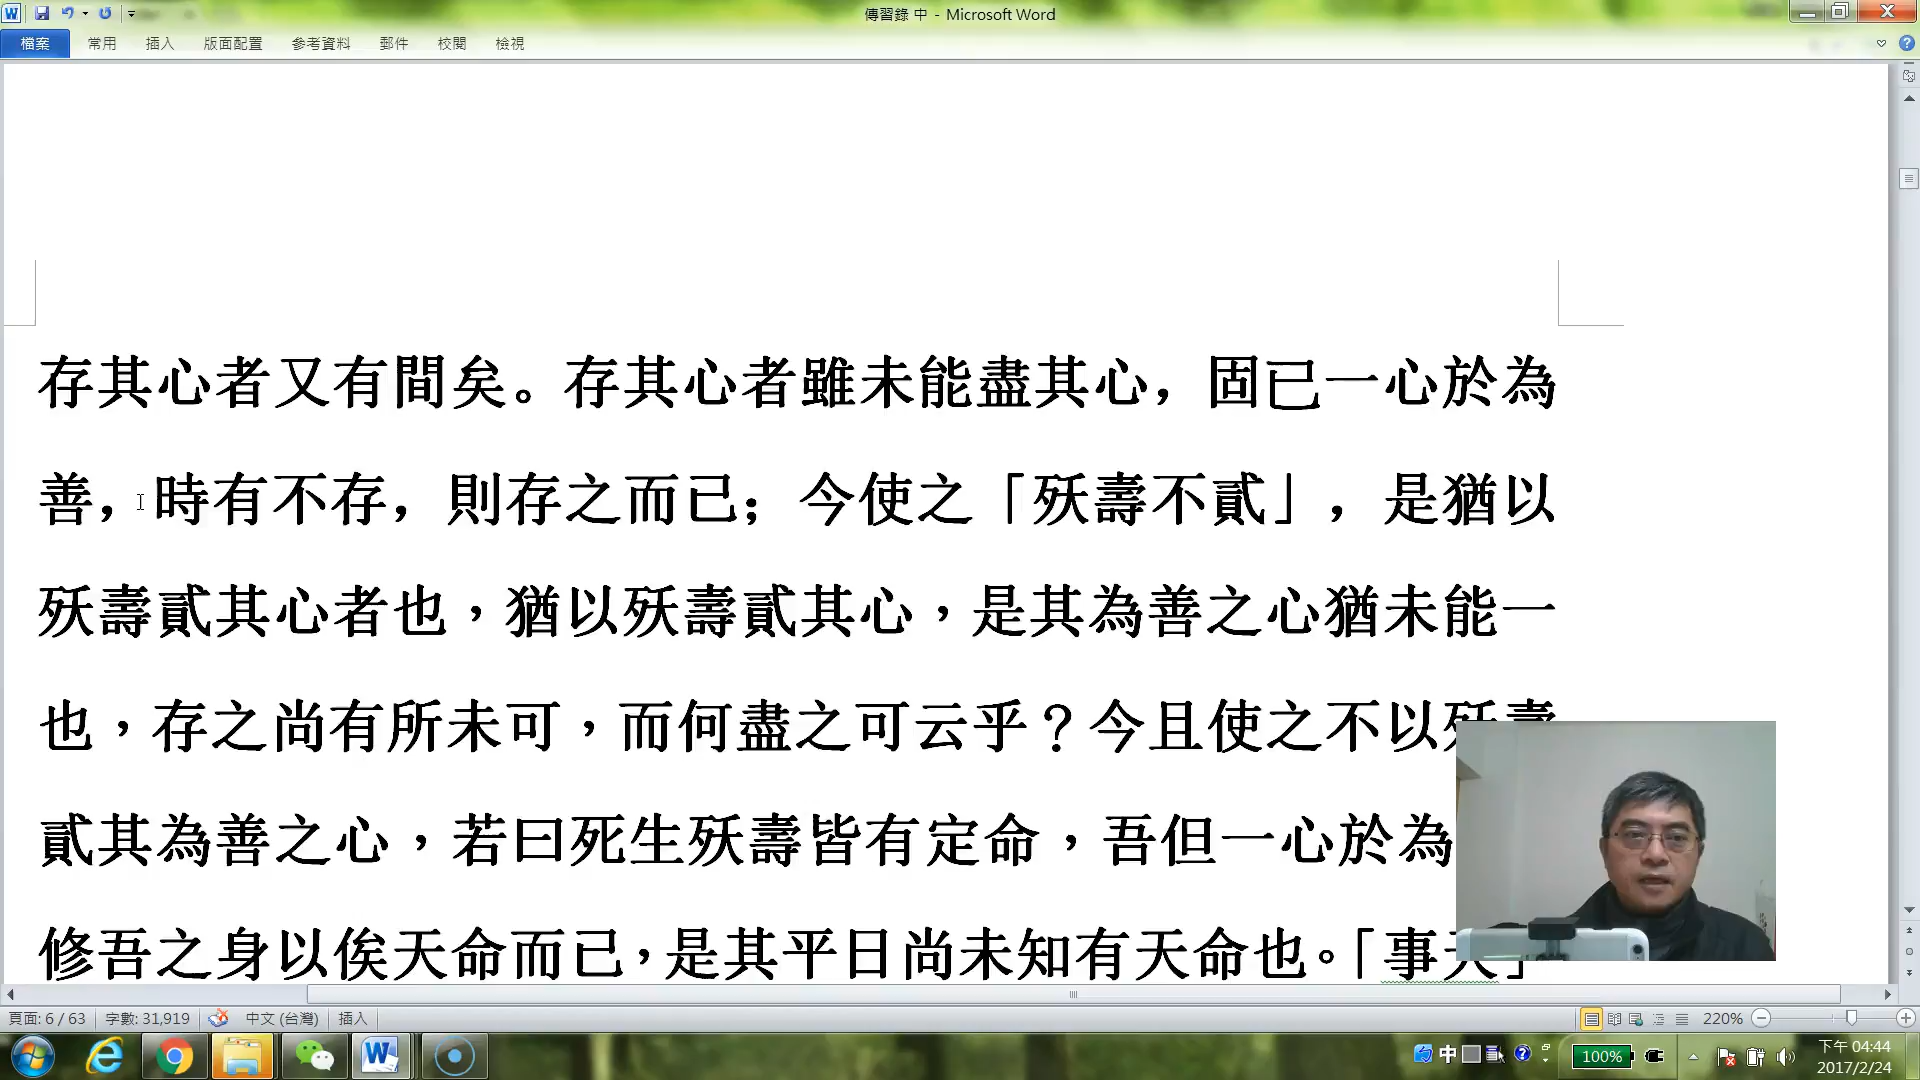 傳習錄 中 - Microsoft Word
檔案 常用 插入 版面配置 參考資料 郵件 校閱 檢視
存其心者又有間矣。存其心者雖未能盡其心，固已一心於為
善，時有不存，則存之而已；今使之「殀壽不貳」，是猶以
殀壽貳其心者也，猶以殀壽貳其心，是其為善之心猶未能一
也，存之尚有所未可，而何盡之可云乎？今且使之不以殀壽
貳其為善之心，若曰死生殀壽皆有定命，吾但一心於為
修吾之身以俟天命而已，是其平日尚未知有天命也。「事天」
頁面: 6 / 63 字數: 31,919 中文 (台灣) 插入 220%
中 100% 下午 04:44
2017/2/24